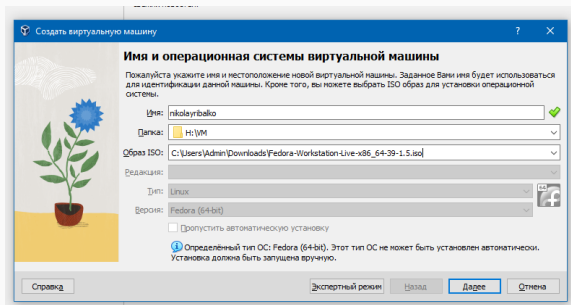 Создать виртуальную машину
? ×
Имя и операционная системы виртуальной машины
Пожалуйста укажите имя и местоположение новой виртуальной машины. Заданное Вами имя будет использоваться
для идентификации данной машины. Кроме того, вы можете выбрать ISO образ для установки операционной
системы.
Имя: nikolayribalko
Папка: H:\VM
Образ ISO: C:\Users\Admin\Downloads\Fedora-Workstation-Live-x86_64-39-1.5.iso
Редакция:
Тип: Linux
64
Версия: Fedora (64-bit)
Пропустить автоматическую установку
Определённый тип ОС: Fedora (64-bit). Этот тип ОС не может быть установлен автоматически.
Установка должна быть запущена вручную.
Справка Экспертный режим Назад Далее Отмена